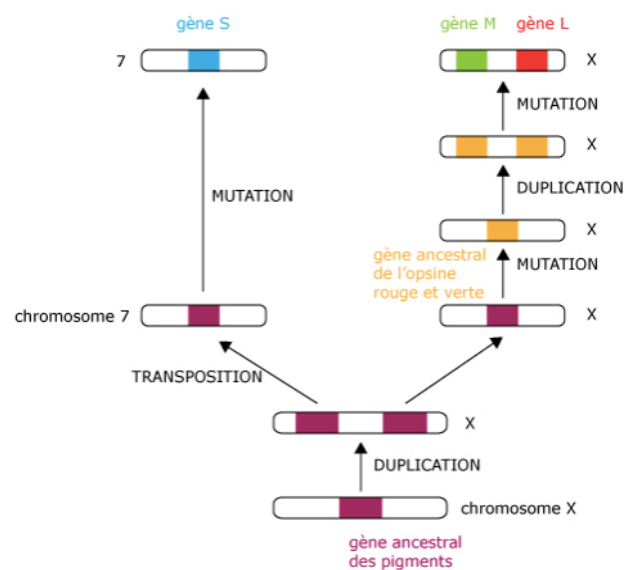 gène S
gène M gène L
7
X
MUTATION
X
DUPLICATION
MUTATION
X
gène ancestral
de l'opsine
rouge et verte
MUTATION
chromosome 7
X
TRANSPOSITION
X
DUPLICATION
chromosome X
gène ancestral
des pigments